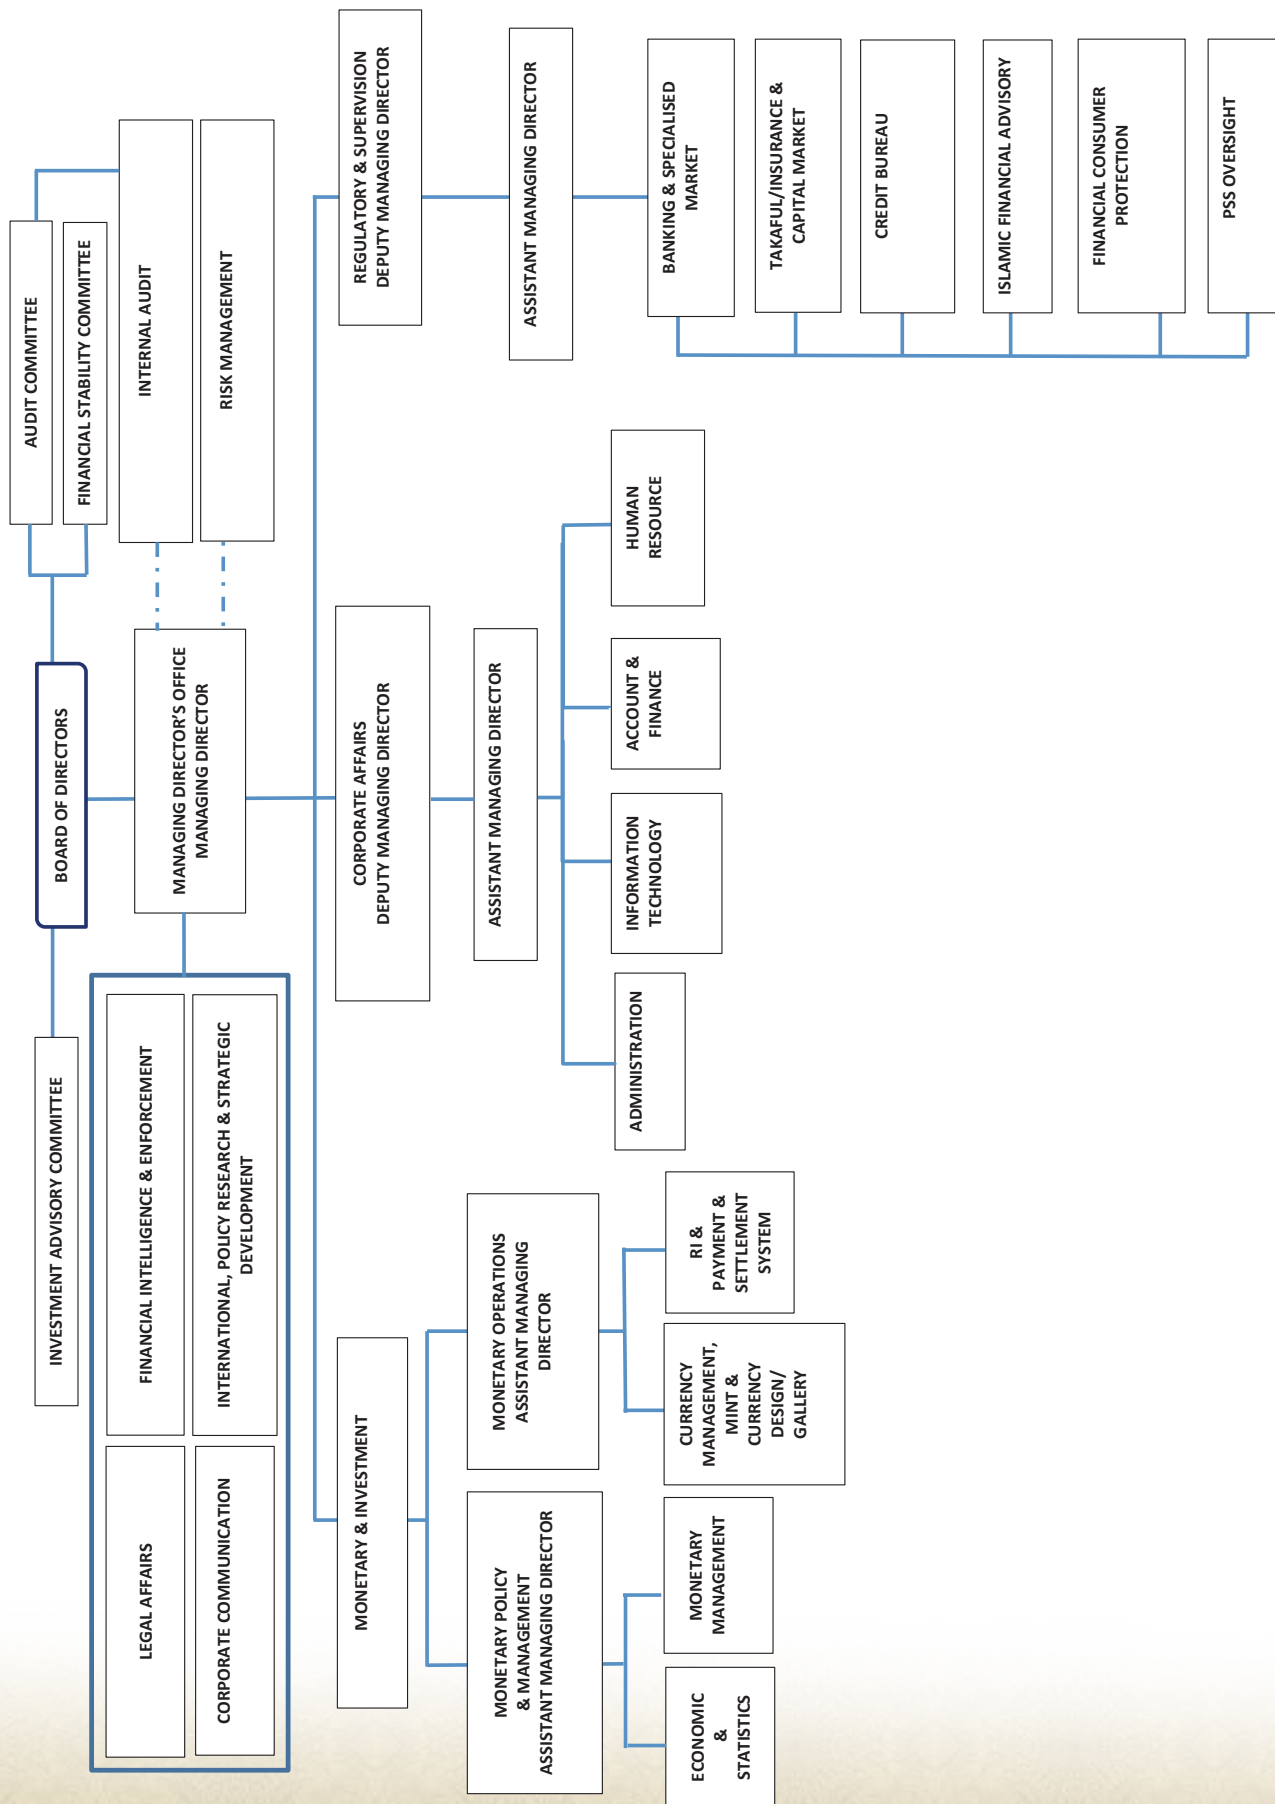 BOARD OF DIRECTORS
INVESTMENT ADVISORY COMMITTEE
AUDIT COMMITTEE
FINANCIAL STABILITY COMMITTEE
MANAGING DIRECTOR'S OFFICE
MANAGING DIRECTOR
LEGAL AFFAIRS
FINANCIAL INTELLIGENCE & ENFORCEMENT
CORPORATE COMMUNICATION
INTERNATIONAL, POLICY RESEARCH & STRATEGIC
DEVELOPMENT
INTERNAL AUDIT
RISK MANAGEMENT
MONETARY & INVESTMENT
MONETARY POLICY
& MANAGEMENT
ASSISTANT MANAGING DIRECTOR
ECONOMIC
&
STATISTICS
MONETARY
MANAGEMENT
MONETARY OPERATIONS
ASSISTANT MANAGING
DIRECTOR
CURRENCY
MANAGEMENT,
MINT &
CURRENCY
DESIGN/
GALLERY
RI &
PAYMENT &
SETTLEMENT
SYSTEM
CORPORATE AFFAIRS
DEPUTY MANAGING DIRECTOR
ASSISTANT MANAGING DIRECTOR
ADMINISTRATION
INFORMATION
TECHNOLOGY
ACCOUNT &
FINANCE
HUMAN
RESOURCE
REGULATORY & SUPERVISION
DEPUTY MANAGING DIRECTOR
ASSISTANT MANAGING DIRECTOR
BANKING & SPECIALISED
MARKET
TAKAFUL/INSURANCE &
CAPITAL MARKET
CREDIT BUREAU
ISLAMIC FINANCIAL ADVISORY
FINANCIAL CONSUMER
PROTECTION
PSS OVERSIGHT